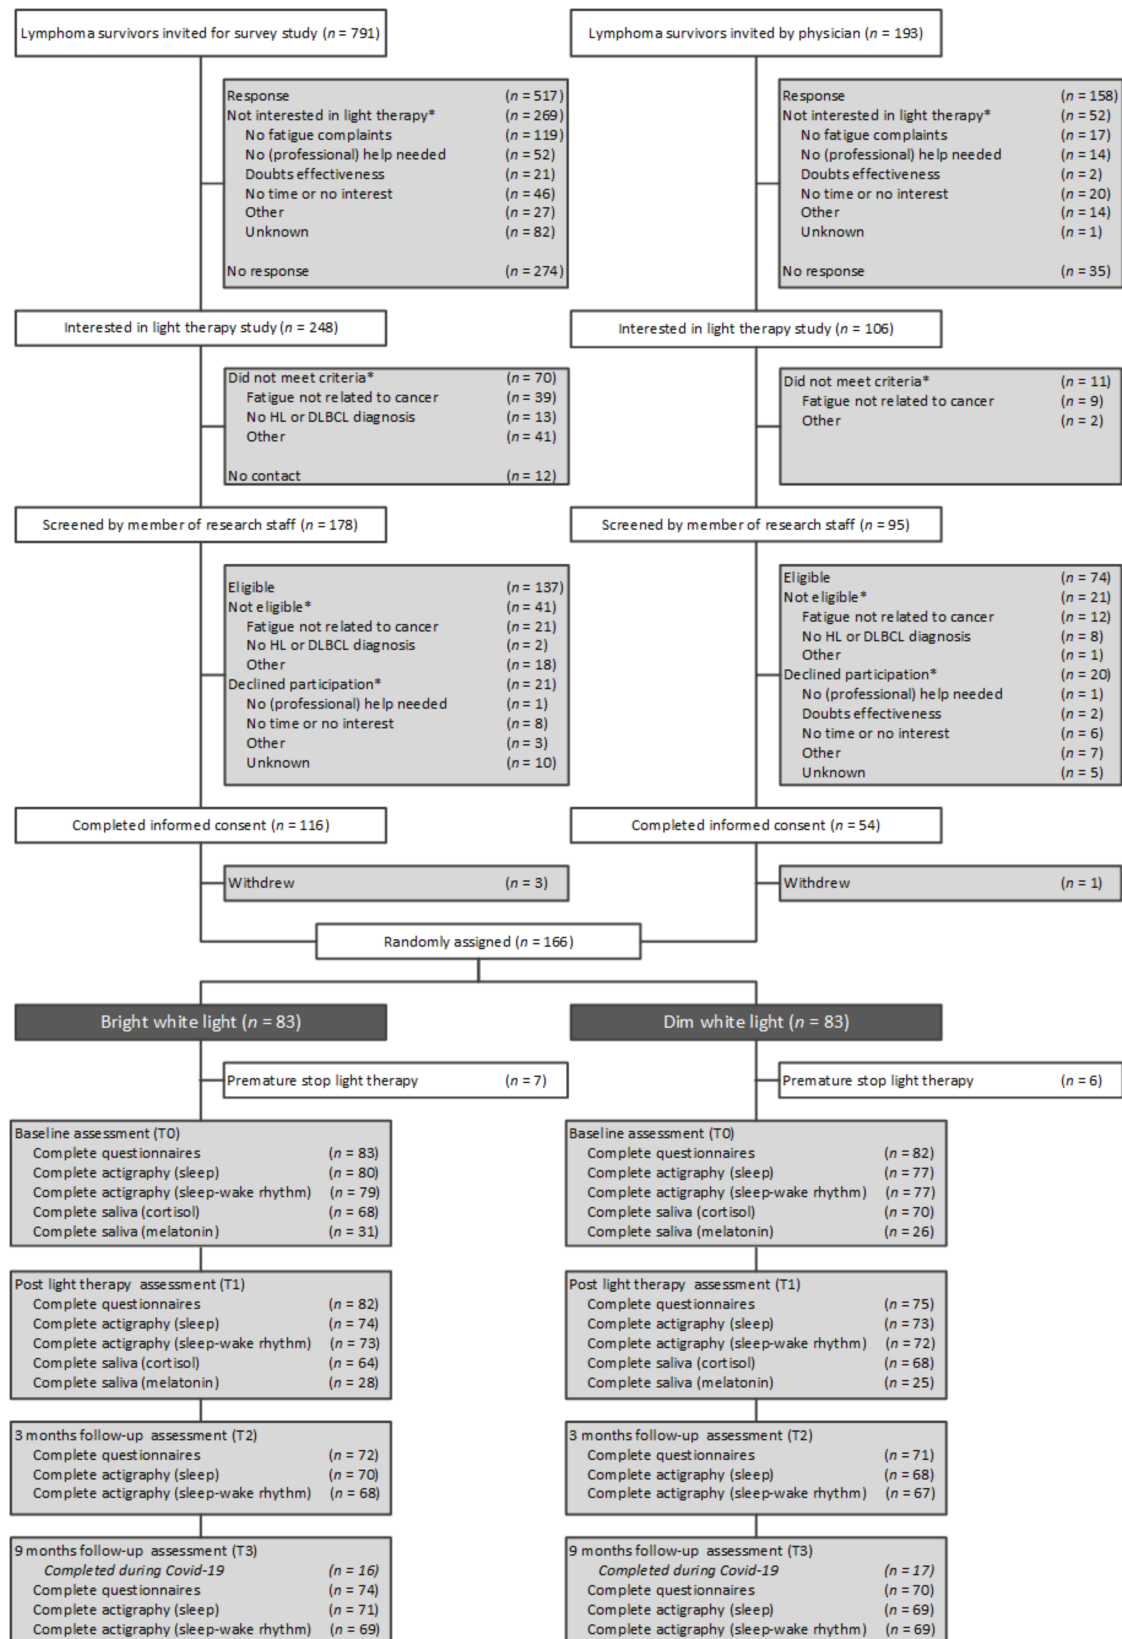 Lymphoma survivors invited for survey study (n = 791)
Lymphoma survivors invited by physician (n = 193)
Response (n = 517)
Not interested in light therapy* (n = 269)
No fatigue complaints (n = 119)
No (professional) help needed (n = 52)
Doubts effectiveness (n = 21)
No time or no interest (n = 46)
Other (n = 27)
Unknown (n = 82)
No response (n = 274)
Response (n = 158)
Not interested in light therapy* (n = 52)
No fatigue complaints (n = 17)
No (professional) help needed (n = 14)
Doubts effectiveness (n = 2)
No time or no interest (n = 20)
Other (n = 14)
Unknown (n = 1)
No response (n = 35)
Interested in light therapy study (n = 248)
Interested in light therapy study (n = 106)
Did not meet criteria* (n = 70)
Fatigue not related to cancer (n = 39)
No HL or DLBCL diagnosis (n = 13)
Other (n = 41)
No contact (n = 12)
Did not meet criteria* (n = 11)
Fatigue not related to cancer (n = 9)
Other (n = 2)
Screened by member of research staff (n = 178)
Screened by member of research staff (n = 95)
Eligible (n = 137)
Not eligible* (n = 41)
Fatigue not related to cancer (n = 21)
No HL or DLBCL diagnosis (n = 2)
Other (n = 18)
Declined participation* (n = 21)
No (professional) help needed (n = 1)
No time or no interest (n = 8)
Other (n = 3)
Unknown (n = 10)
Eligible (n = 74)
Not eligible* (n = 21)
Fatigue not related to cancer (n = 12)
No HL or DLBCL diagnosis (n = 8)
Other (n = 1)
Declined participation* (n = 20)
No (professional) help needed (n = 1)
Doubts effectiveness (n = 2)
No time or no interest (n = 6)
Other (n = 7)
Unknown (n = 5)
Completed informed consent (n = 116)
Completed informed consent (n = 54)
Withdrew (n = 3)
Withdrew (n = 1)
Randomly assigned (n = 166)
Bright white light (n = 83)
Dim white light (n = 83)
Premature stop light therapy (n = 7)
Premature stop light therapy (n = 6)
Baseline assessment (T0)
Complete questionnaires (n = 83)
Complete actigraphy (sleep) (n = 80)
Complete actigraphy (sleep-wake rhythm) (n = 79)
Complete saliva (cortisol) (n = 68)
Complete saliva (melatonin) (n = 31)
Baseline assessment (T0)
Complete questionnaires (n = 82)
Complete actigraphy (sleep) (n = 77)
Complete actigraphy (sleep-wake rhythm) (n = 77)
Complete saliva (cortisol) (n = 70)
Complete saliva (melatonin) (n = 26)
Post light therapy assessment (T1)
Complete questionnaires (n = 82)
Complete actigraphy (sleep) (n = 74)
Complete actigraphy (sleep-wake rhythm) (n = 73)
Complete saliva (cortisol) (n = 64)
Complete saliva (melatonin) (n = 28)
Post light therapy assessment (T1)
Complete questionnaires (n = 75)
Complete actigraphy (sleep) (n = 73)
Complete actigraphy (sleep-wake rhythm) (n = 72)
Complete saliva (cortisol) (n = 68)
Complete saliva (melatonin) (n = 25)
3 months follow-up assessment (T2)
Complete questionnaires (n = 72)
Complete actigraphy (sleep) (n = 70)
Complete actigraphy (sleep-wake rhythm) (n = 68)
3 months follow-up assessment (T2)
Complete questionnaires (n = 71)
Complete actigraphy (sleep) (n = 68)
Complete actigraphy (sleep-wake rhythm) (n = 67)
9 months follow-up assessment (T3)
Completed during Covid-19 (n = 16)
Complete questionnaires (n = 74)
Complete actigraphy (sleep) (n = 71)
Complete actigraphy (sleep-wake rhythm) (n = 69)
9 months follow-up assessment (T3)
Completed during Covid-19 (n = 17)
Complete questionnaires (n = 70)
Complete actigraphy (sleep) (n = 69)
Complete actigraphy (sleep-wake rhythm) (n = 69)